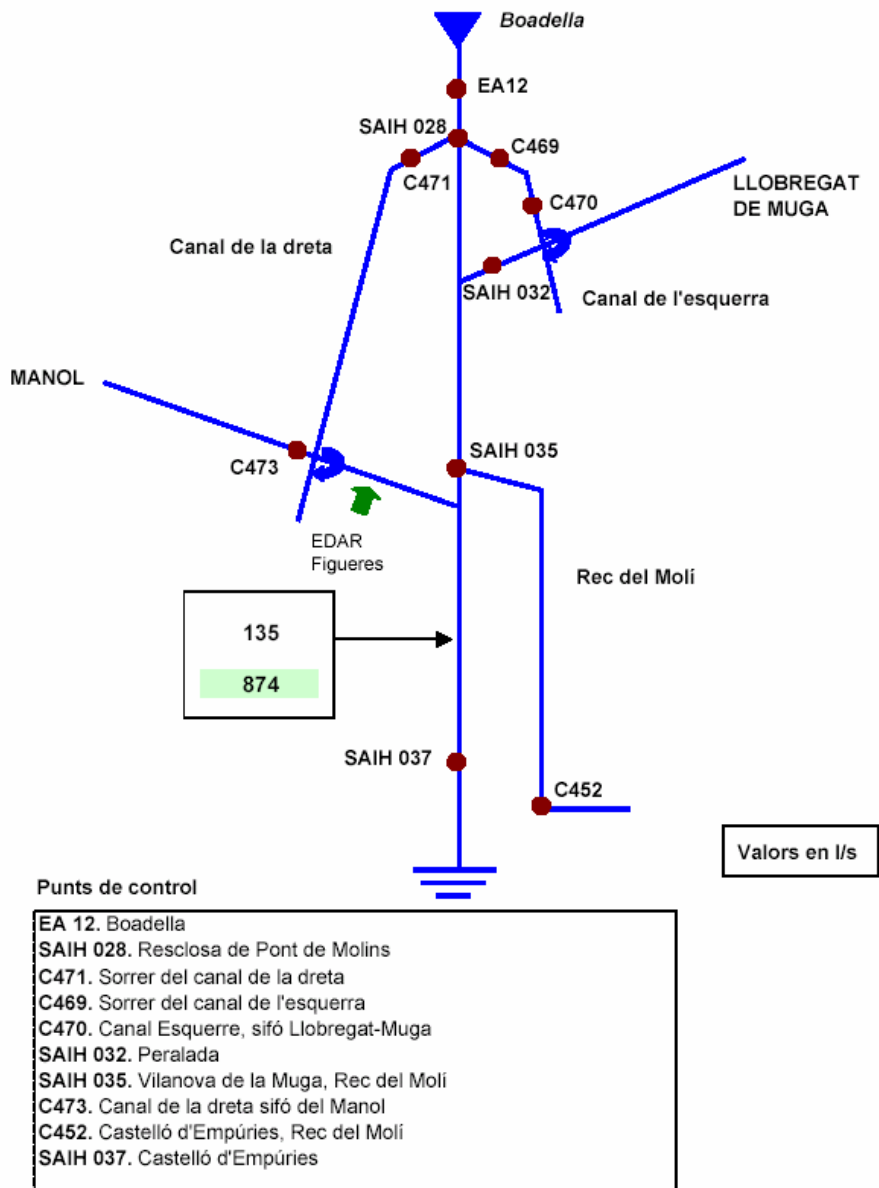 Boadella
EA12
SAIH 028
C469
C471
LLOBREGAT
DE MUGA
C470
Canal de la dreta
SAIH 032
Canal de l'esquerra
MANOL
SAIH 035
C473
EDAR
Figueres
Rec del Molí
135
874
SAIH 037
C452
Valors en l/s
Punts de control
EA 12. Boadella
SAIH 028. Resclosa de Pont de Molins
C471. Sorrer del canal de la dreta
C469. Sorrer del canal de l'esquerra
C470. Canal Esquerre, sifó Llobregat-Muga
SAIH 032. Peralada
SAIH 035. Vilanova de la Muga, Rec del Molí
C473. Canal de la dreta sifó del Manol
C452. Castelló d'Empúries, Rec del Molí
SAIH 037. Castelló d'Empúries